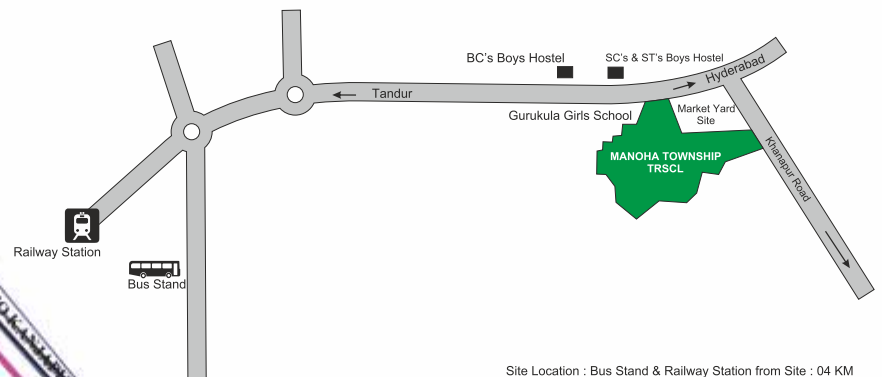 BC's Boys Hostel
SC's & ST's Boys Hostel
Hyderabad
Tandur
Gurukula Girls School
Market Yard
Site
MANOHA TOWNSHIP
TRSCL
Khanapur Road
Railway Station
Bus Stand
Site Location : Bus Stand & Railway Station from Site : 04 KM